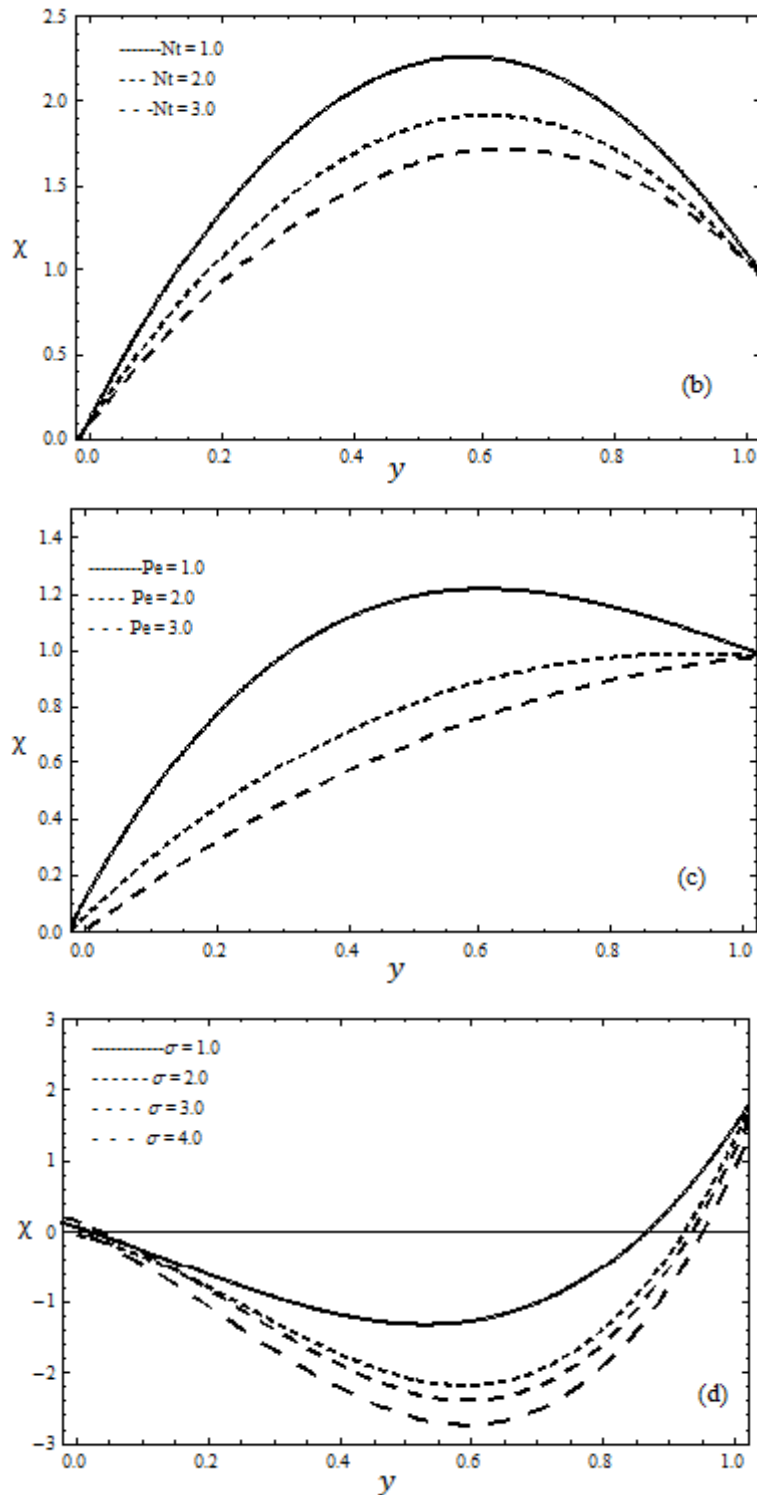 2.5
-------Nt = 1.0
--- Nt = 2.0
- - -Nt = 3.0
2.0
1.5
χ
1.0
0.5
(b)
0.0
0.0 0.2 0.4 0.6 0.8 1.0
y
1.4
---------Pe = 1.0
---- Pe = 2.0
- - - Pe = 3.0
1.2
1.0
0.8
χ
0.6
0.4
0.2
(c)
0.0
0.0 0.2 0.4 0.6 0.8 1.0
y
3
------------σ = 1.0
------- σ = 2.0
- - - - σ = 3.0
- - - σ = 4.0
2
1
χ 0
−1
−2
(d)
−3
0.0 0.2 0.4 0.6 0.8 1.0
y